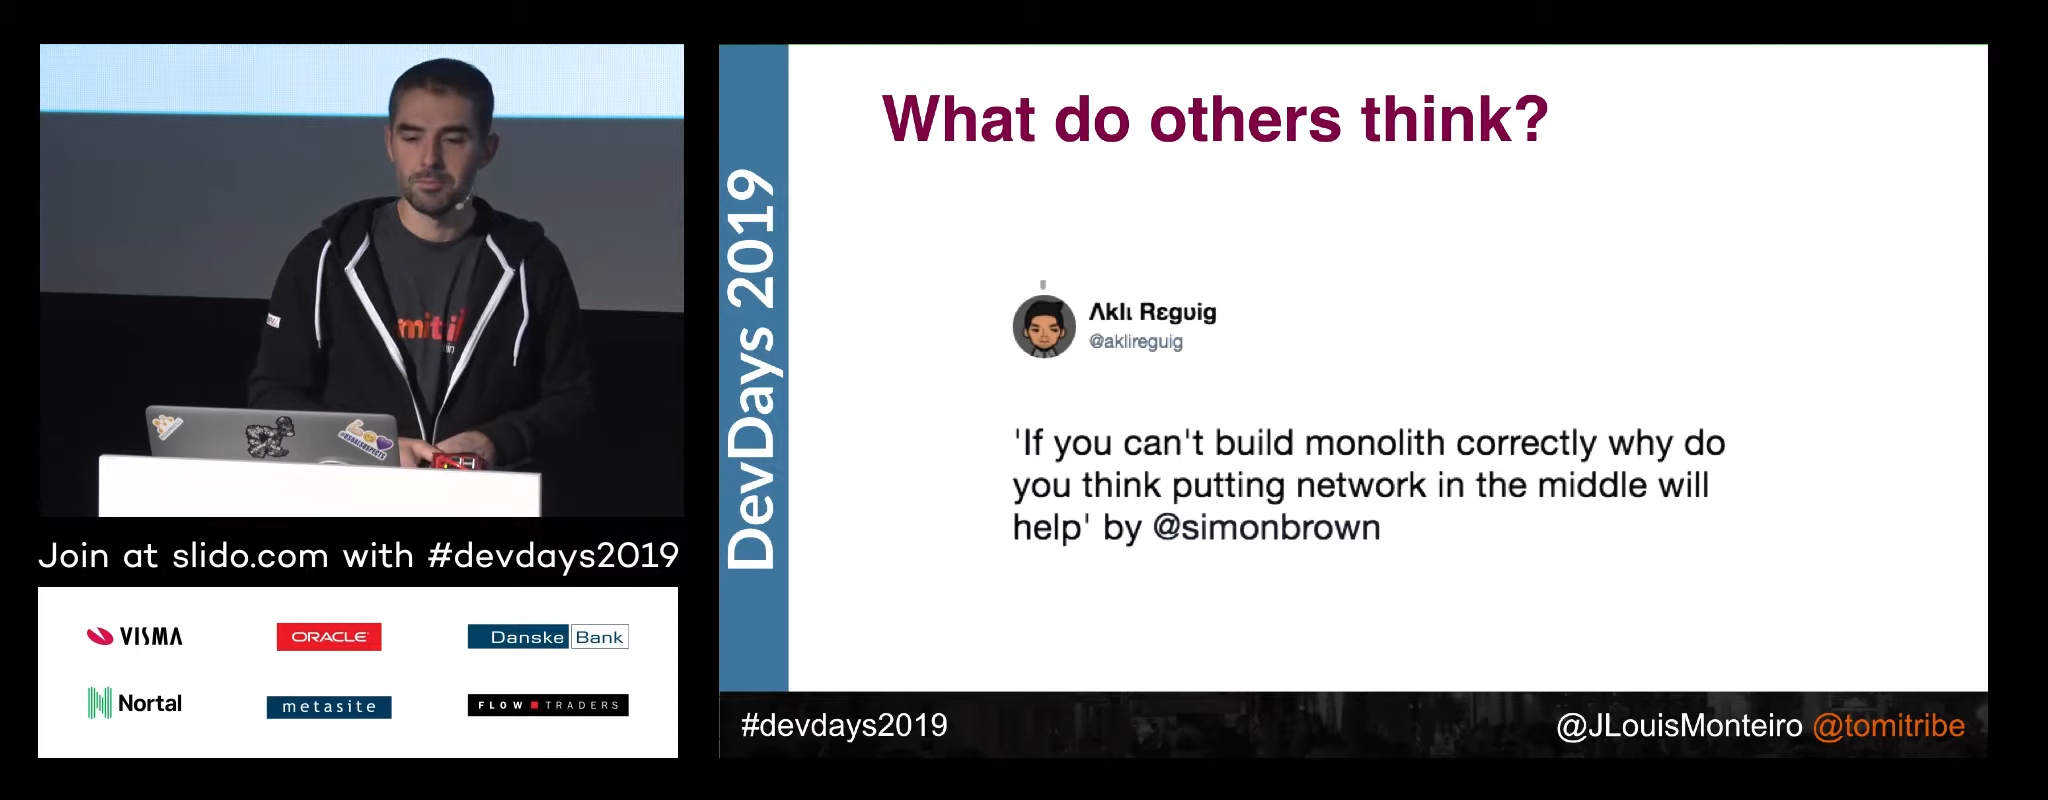 Join at slido.com with #devdays2019
VISMA
ORACLE
Danske Bank
Nortal
metasite
FLOW TRADERS
DevDays 2019
What do others think?
Λklι Rεgυig
@aklireguig
'If you can't build monolith correctly why do
you think putting network in the middle will
help' by @simonbrown
#devdays2019
@JLouisMonteiro @tomitribe